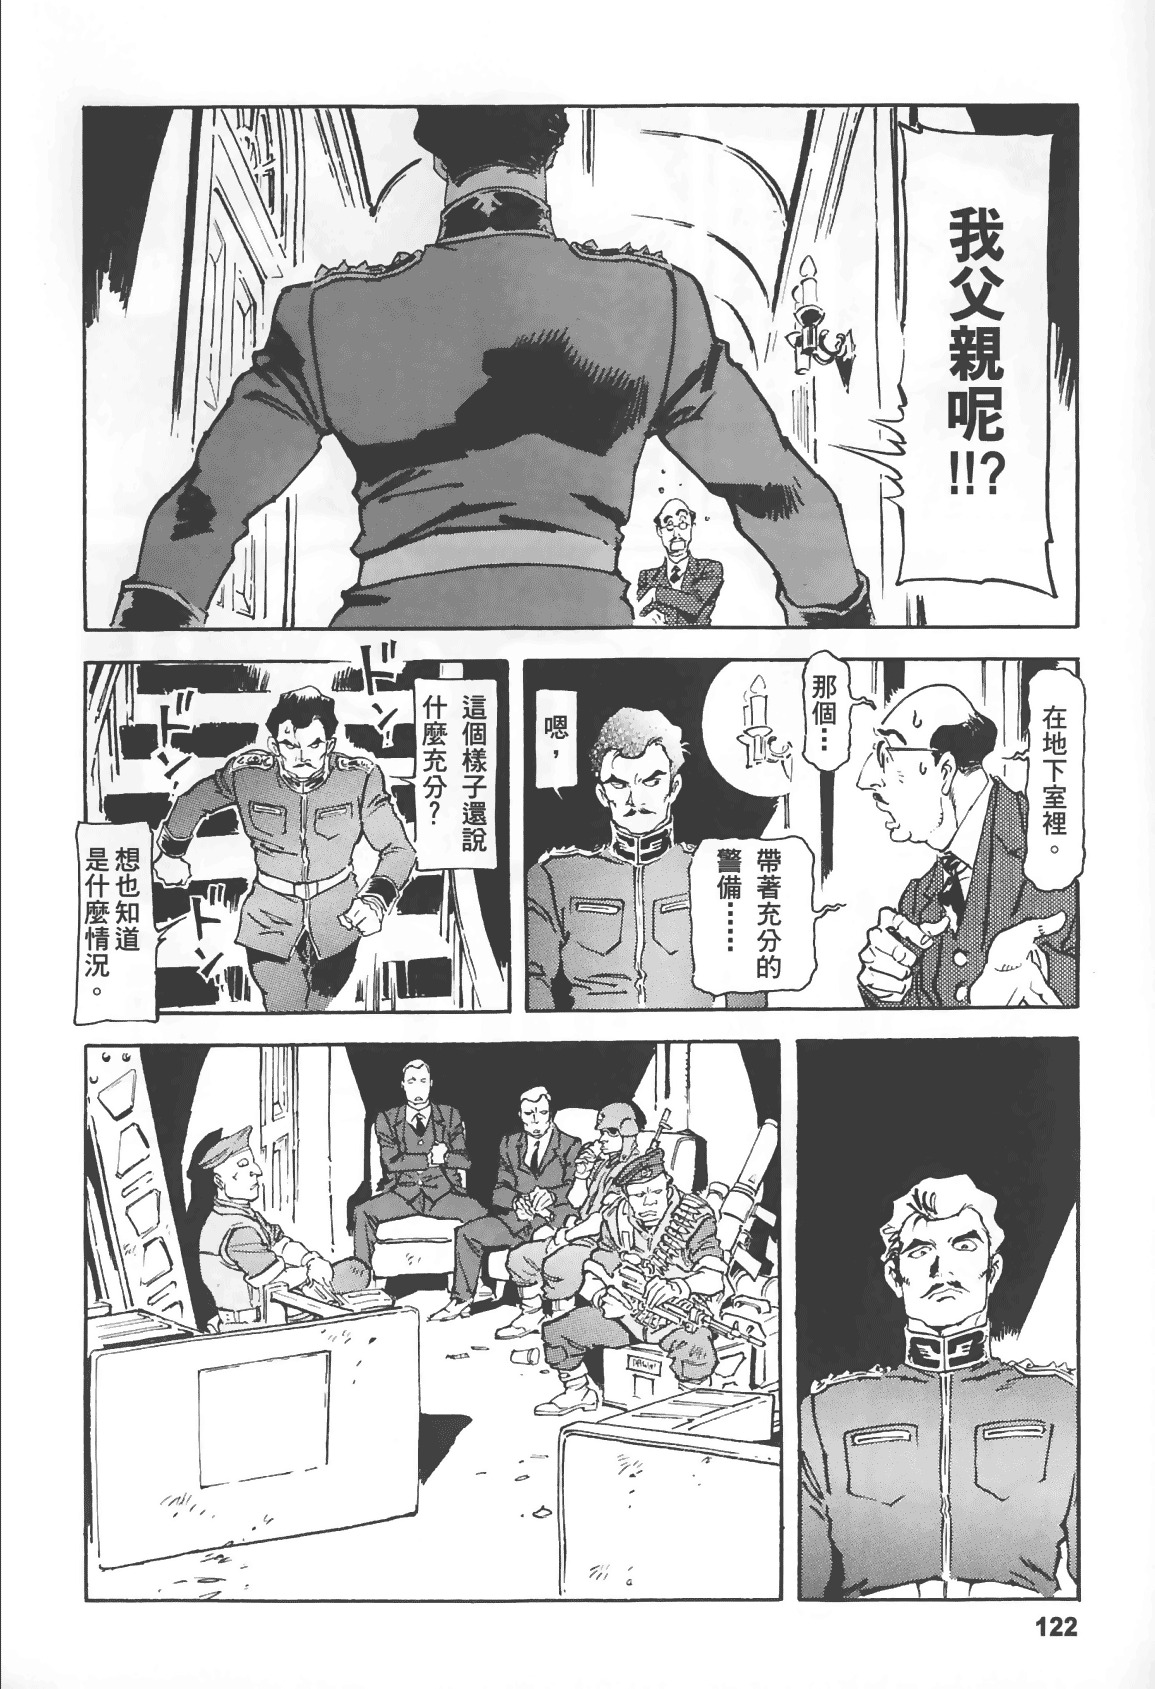 我父親呢!!?
在地下室裡。
那個…
帶著充分的
警備……
嗯，
這個樣子還說
什麼充分?
ドン
ドン
ドン
想也知道
是什麼情況。
122